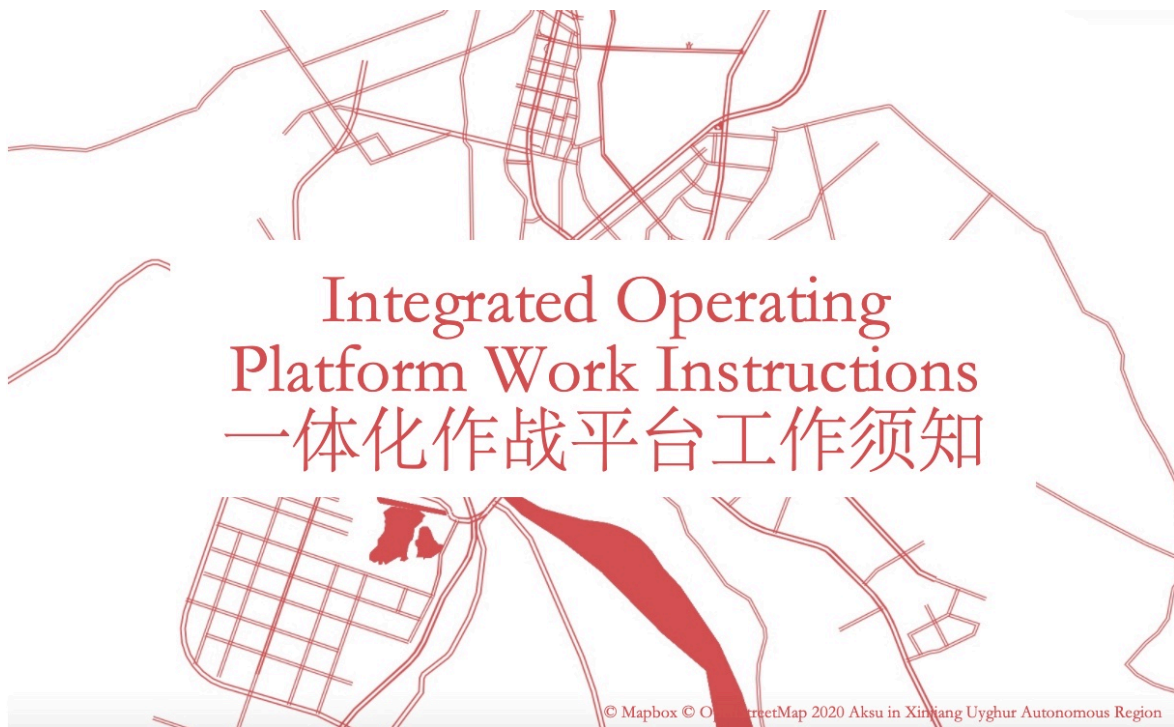 Integrated Operating
Platform Work Instructions
一体化作战平台工作须知
© Mapbox © OpenStreetMap 2020 Aksu in Xinjiang Uyghur Autonomous Region